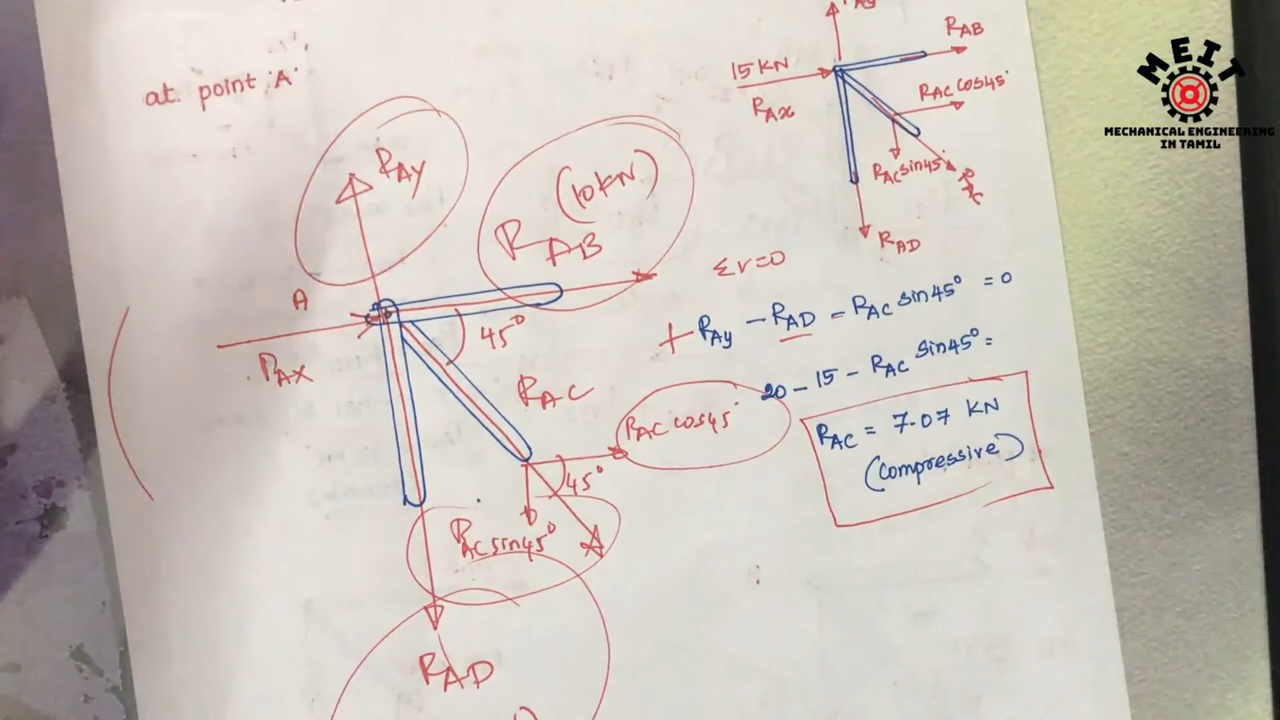 at point 'A'
RAY
RAB
(10KN)
A
RAX
45°
RAC
RAC cos45°
45°
RAC sin45°
RAD
15 KN
RAX
RAB
RAC cos45°
RAC sin45°
RAD
Σv=0
+ RAy - RAD - RAC sin45° = 0
20 - 15 - RAC sin45° =
RAC = 7.07 KN
(compressive)
MEIT
MECHANICAL ENGINEERING
IN TAMIL